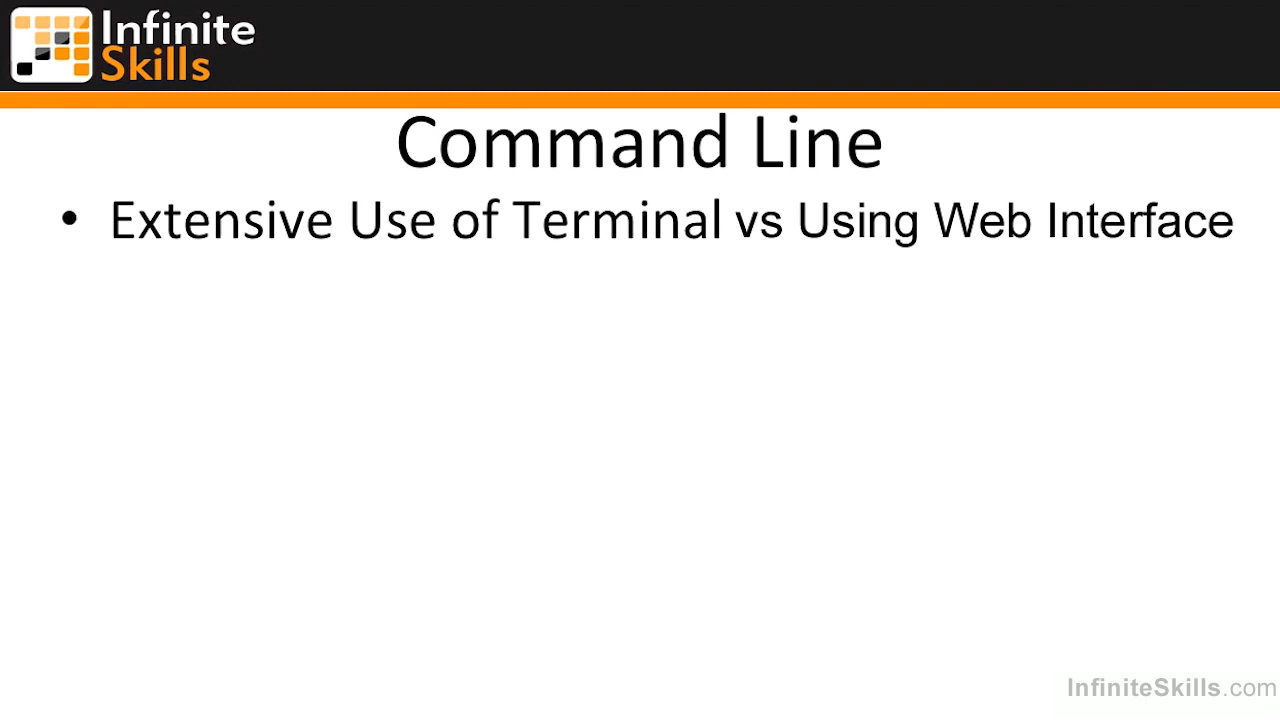 Infinite
Skills
Command Line
• Extensive Use of Terminal vs Using Web Interface
InfiniteSkills.com